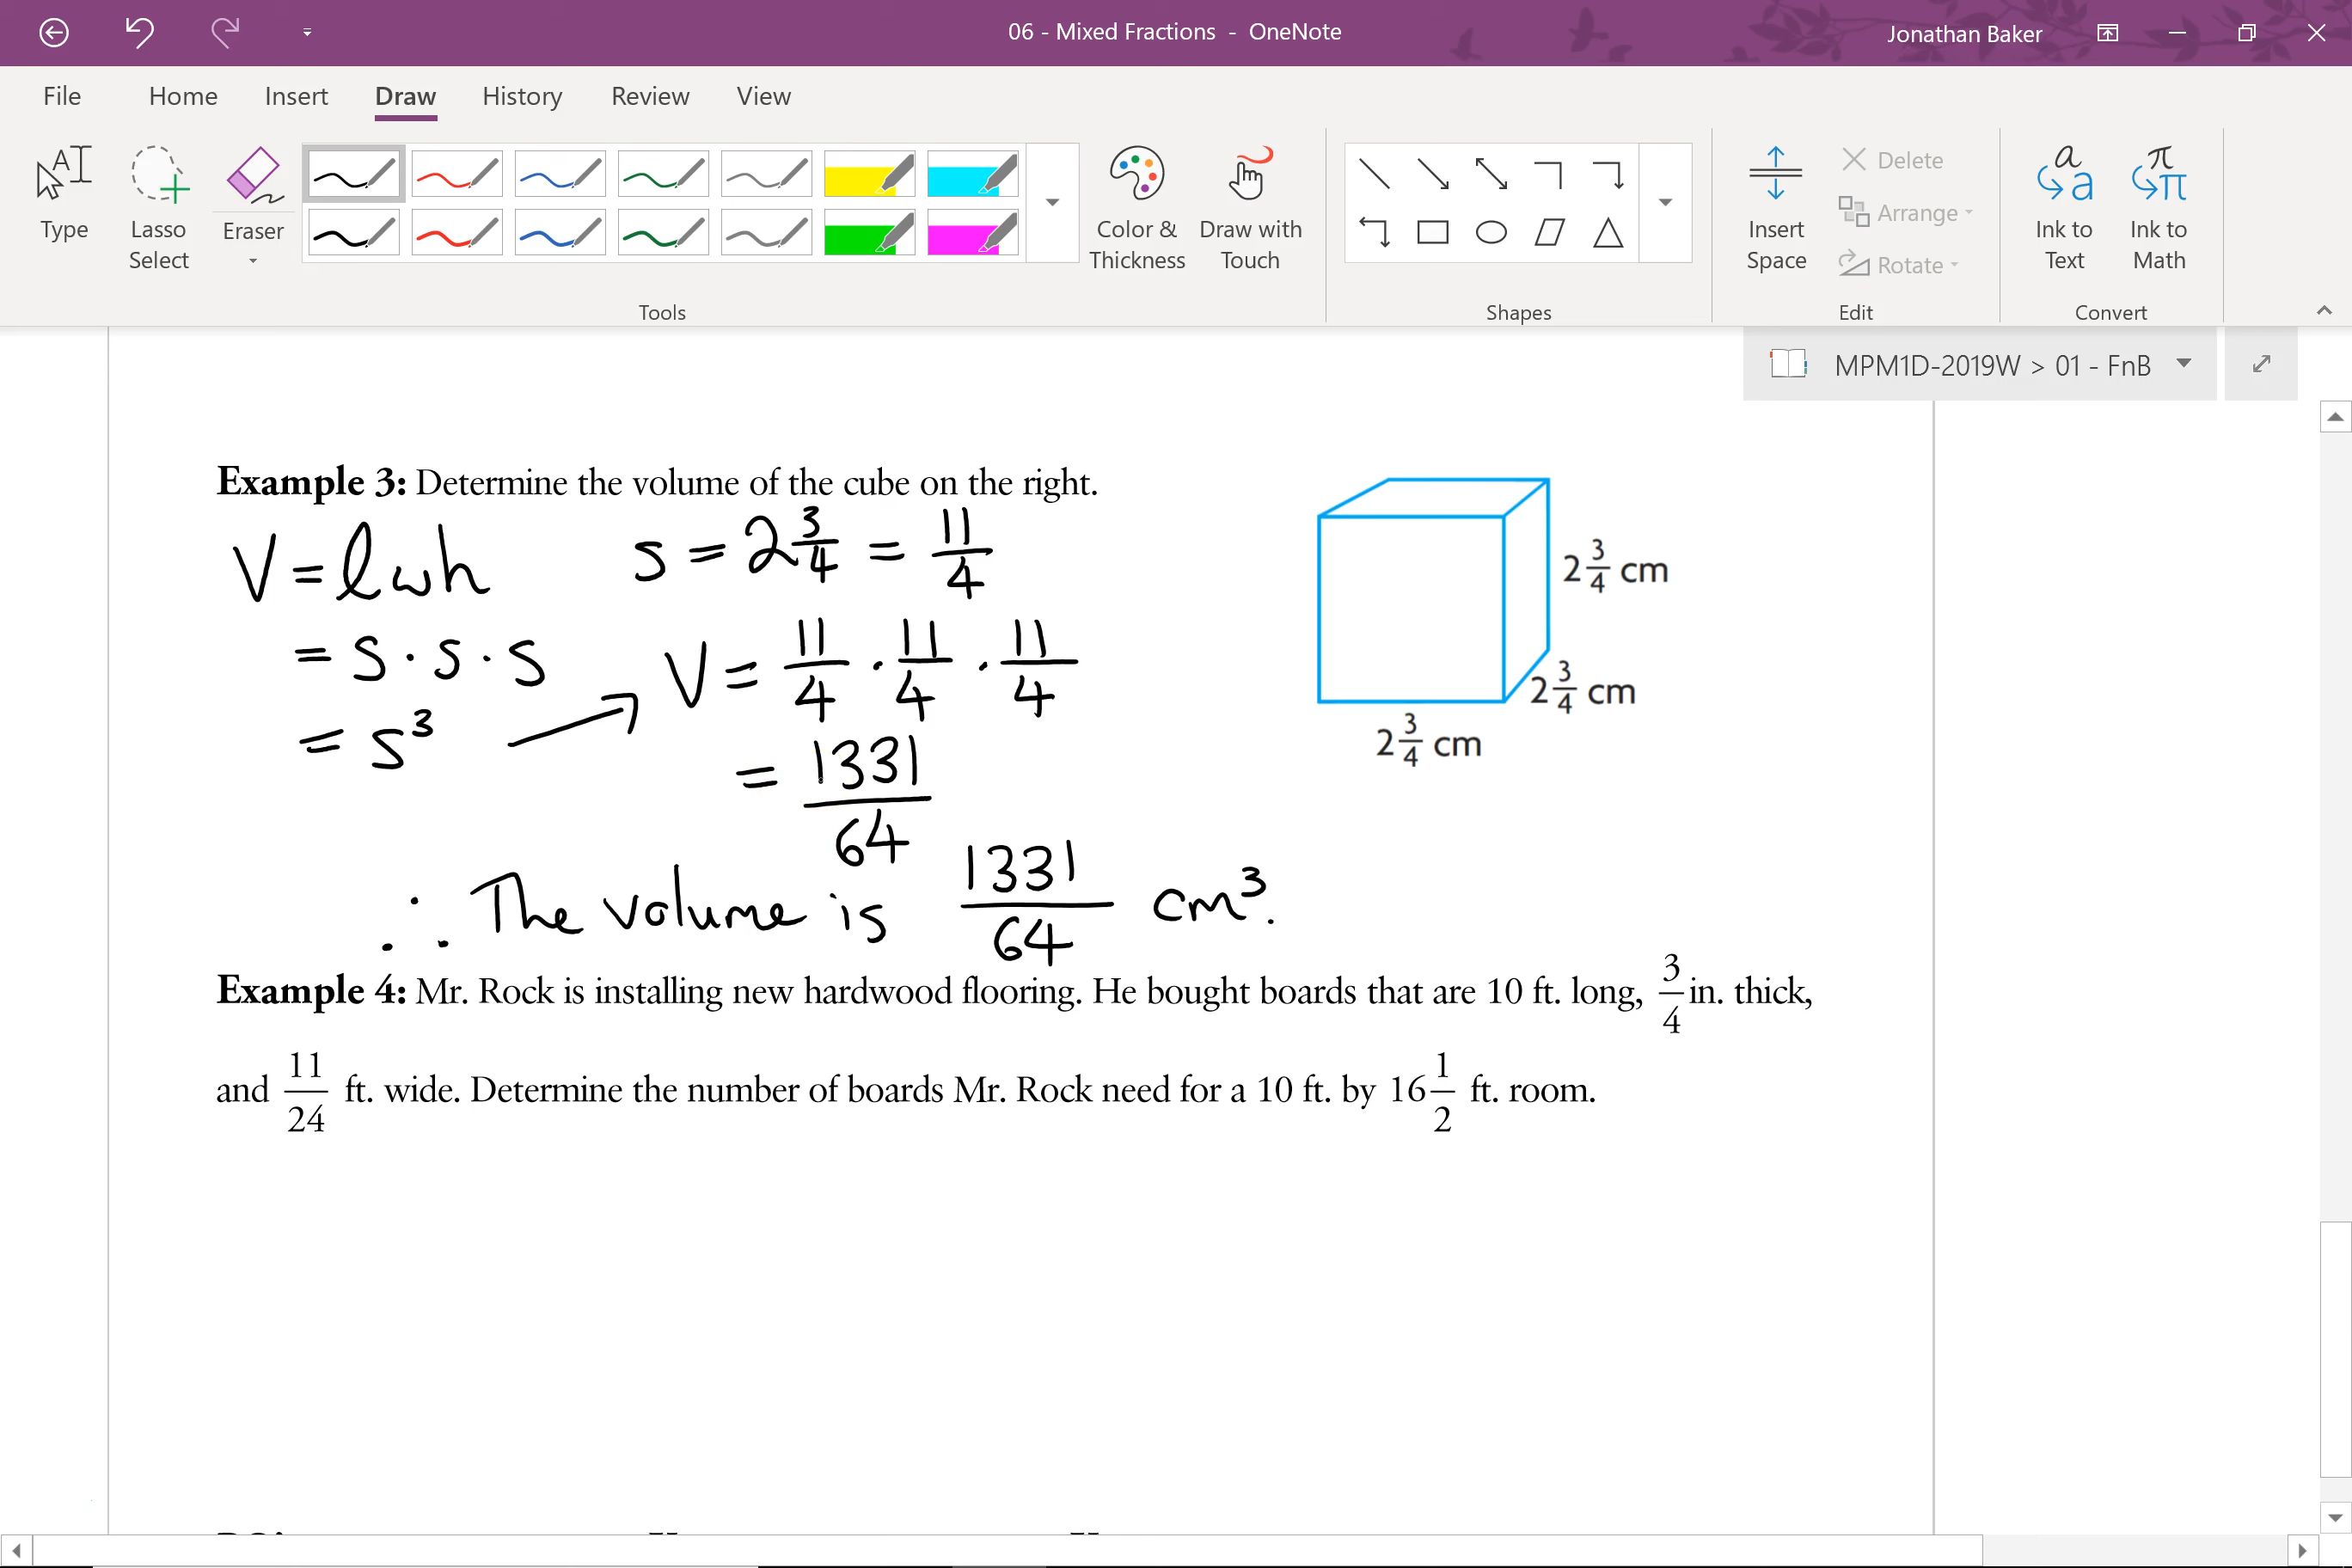 06 - Mixed Fractions - OneNote
Jonathan Baker
File Home Insert Draw History Review View
Type
Lasso Select
Eraser
Color & Thickness
Draw with Touch
Insert Space
Delete
Arrange
Rotate
a a
Ink to Text
π π
Ink to Math
Tools
Shapes
Edit
Convert
MPM1D-2019W > 01 - FnB
Example 3: Determine the volume of the cube on the right.
V = lwh
= s · s · s
= s³
s = 2 3/4 = 11/4
V = 11/4 · 11/4 · 11/4
= 1331/64
∴ The volume is 1331/64 cm³.
2 3/4 cm
2 3/4 cm
2 3/4 cm
Example 4: Mr. Rock is installing new hardwood flooring. He bought boards that are 10 ft. long, 3/4 in. thick,
and 11/24 ft. wide. Determine the number of boards Mr. Rock need for a 10 ft. by 16 1/2 ft. room.